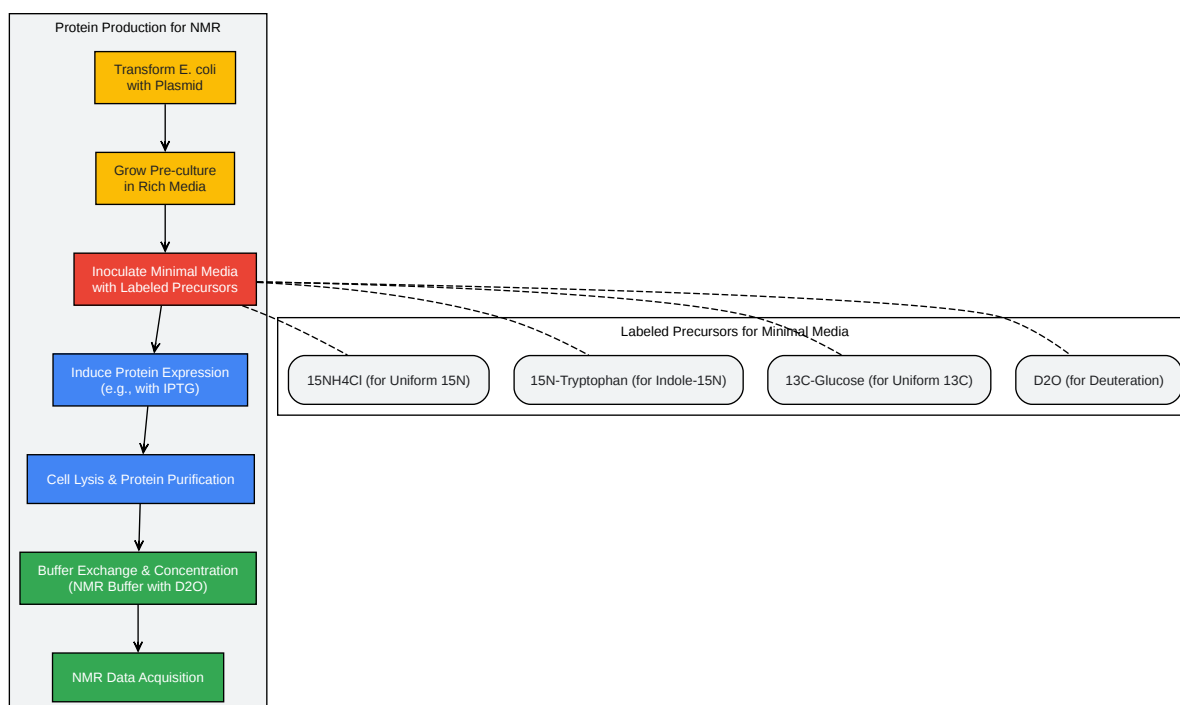 Protein Production for NMR
Transform E. coli
with Plasmid
Grow Pre-culture
in Rich Media
Inoculate Minimal Media
with Labeled Precursors
Labeled Precursors for Minimal Media
15NH4Cl (for Uniform 15N)
15N-Tryptophan (for Indole-15N)
13C-Glucose (for Uniform 13C)
D2O (for Deuteration)
Induce Protein Expression
(e.g., with IPTG)
Cell Lysis & Protein Purification
Buffer Exchange & Concentration
(NMR Buffer with D2O)
NMR Data Acquisition